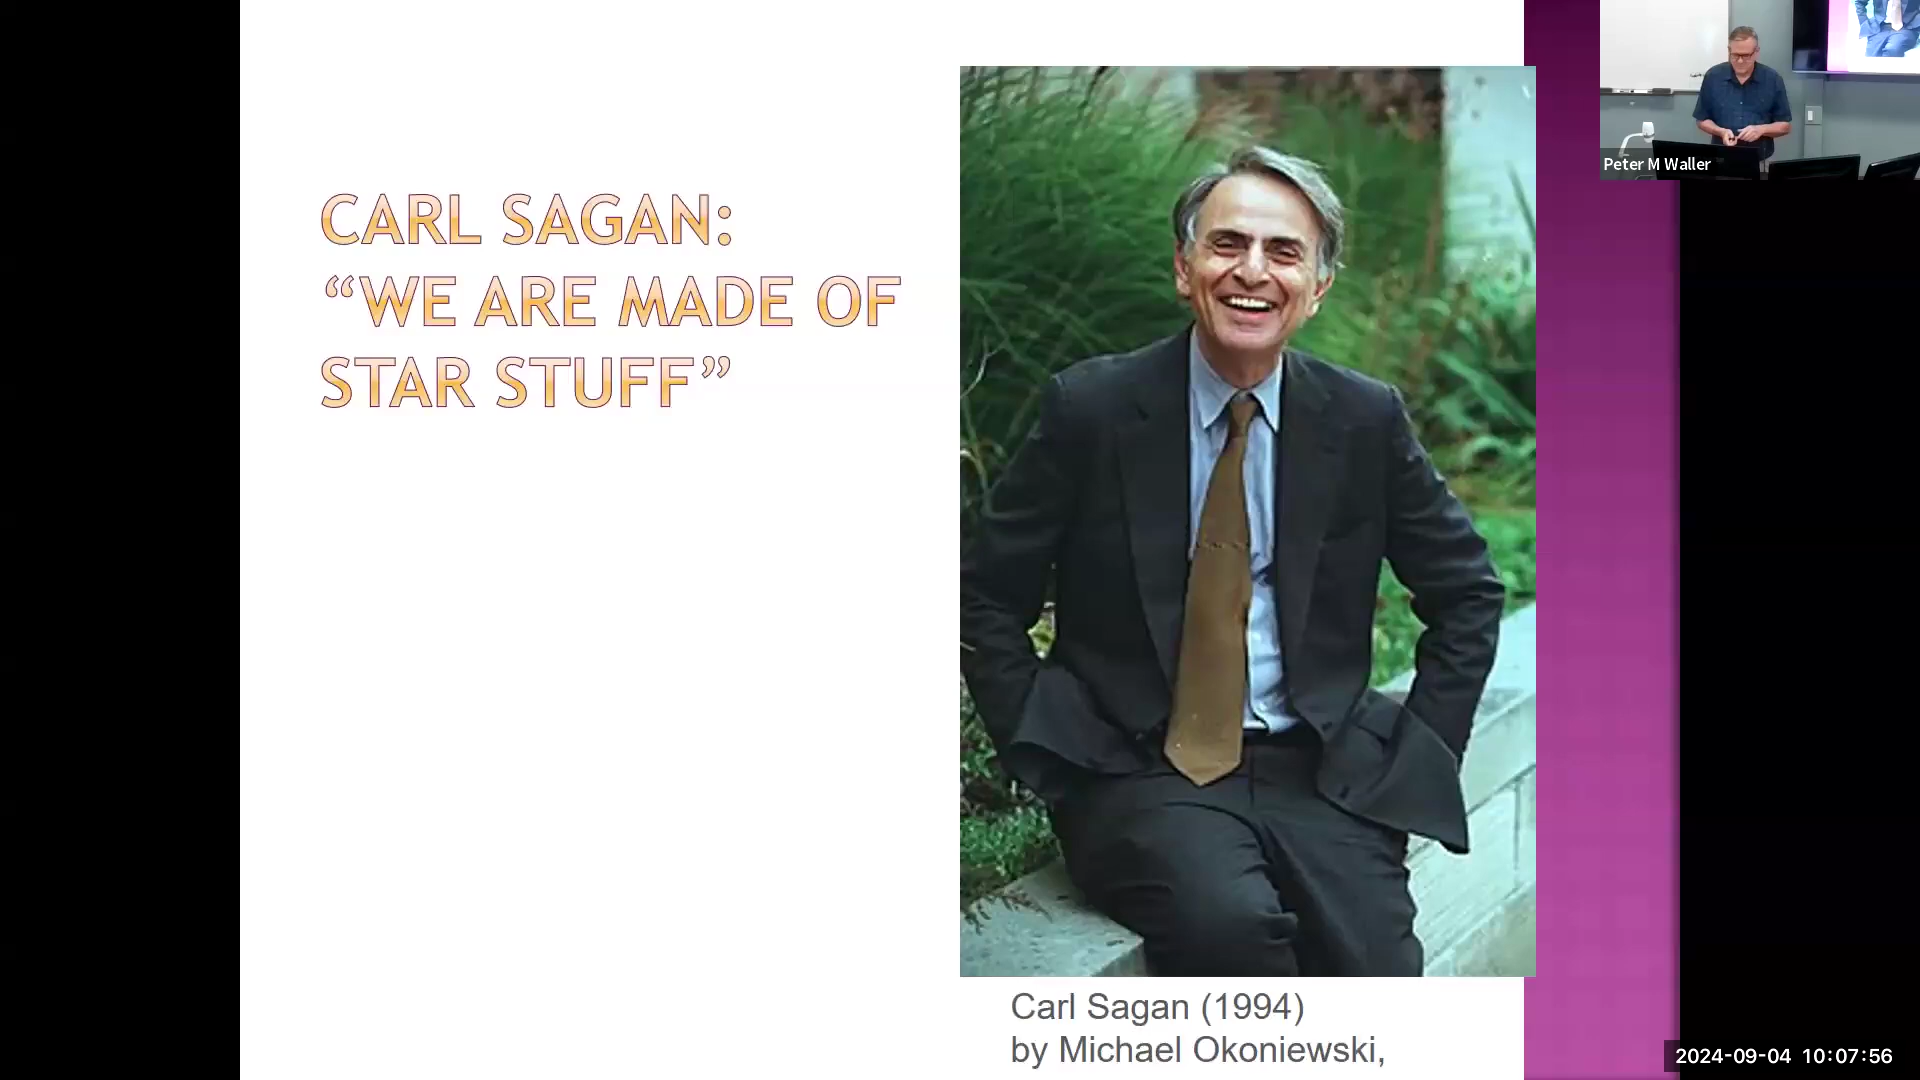 CARL SAGAN:
“WE ARE MADE OF
STAR STUFF”
Peter M Waller
Carl Sagan (1994)
by Michael Okoniewski,
2024-09-04 10:07:56